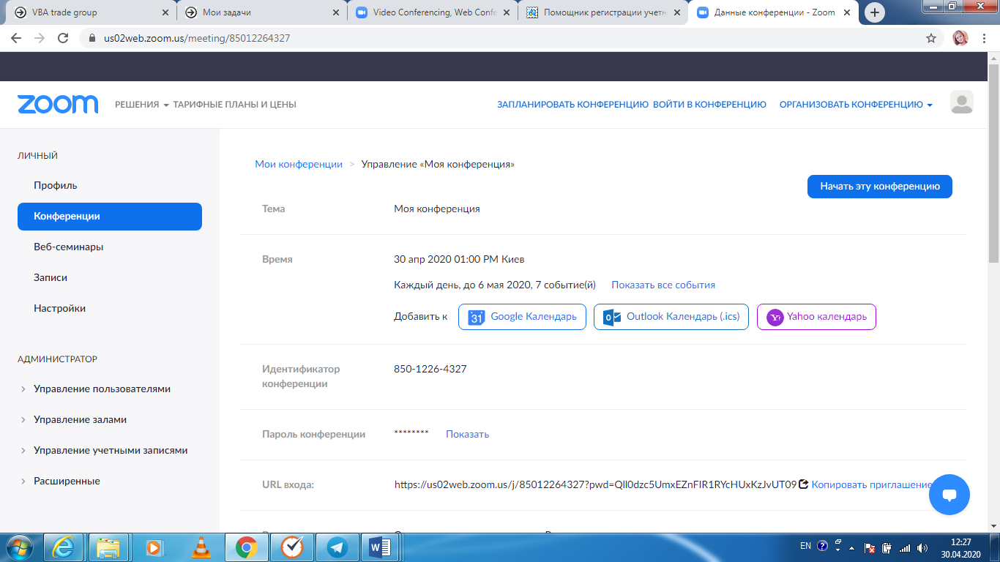 VBA trade group
Мои задачи
Video Conferencing, Web Confe
Помощник регистрации учетн
Данные конференции - Zoom
us02web.zoom.us/meeting/85012264327
zoom
РЕШЕНИЯ
ТАРИФНЫЕ ПЛАНЫ И ЦЕНЫ
ЗАПЛАНИРОВАТЬ КОНФЕРЕНЦИЮ
ВОЙТИ В КОНФЕРЕНЦИЮ
ОРГАНИЗОВАТЬ КОНФЕРЕНЦИЮ
ЛИЧНЫЙ
Профиль
Конференции
Веб-семинары
Записи
Настройки
АДМИНИСТРАТОР
Управление пользователями
Управление залами
Управление учетными записями
Расширенные
Мои конференции > Управление «Моя конференция»
Начать эту конференцию
Тема
Моя конференция
Время
30 апр 2020 01:00 PM Киев
Каждый день, до 6 мая 2020, 7 событие(й)
Показать все события
Добавить к
31 Google Календарь
Outlook Календарь (.ics)
Yahoo календарь
Идентификатор
конференции
850-1226-4327
Пароль конференции
********
Показать
URL входа:
https://us02web.zoom.us/j/85012264327?pwd=Qll0dzc5UmxEZnFIR1RYcHUxKzJvUT09
Копировать приглашение
EN
12:27
30.04.2020